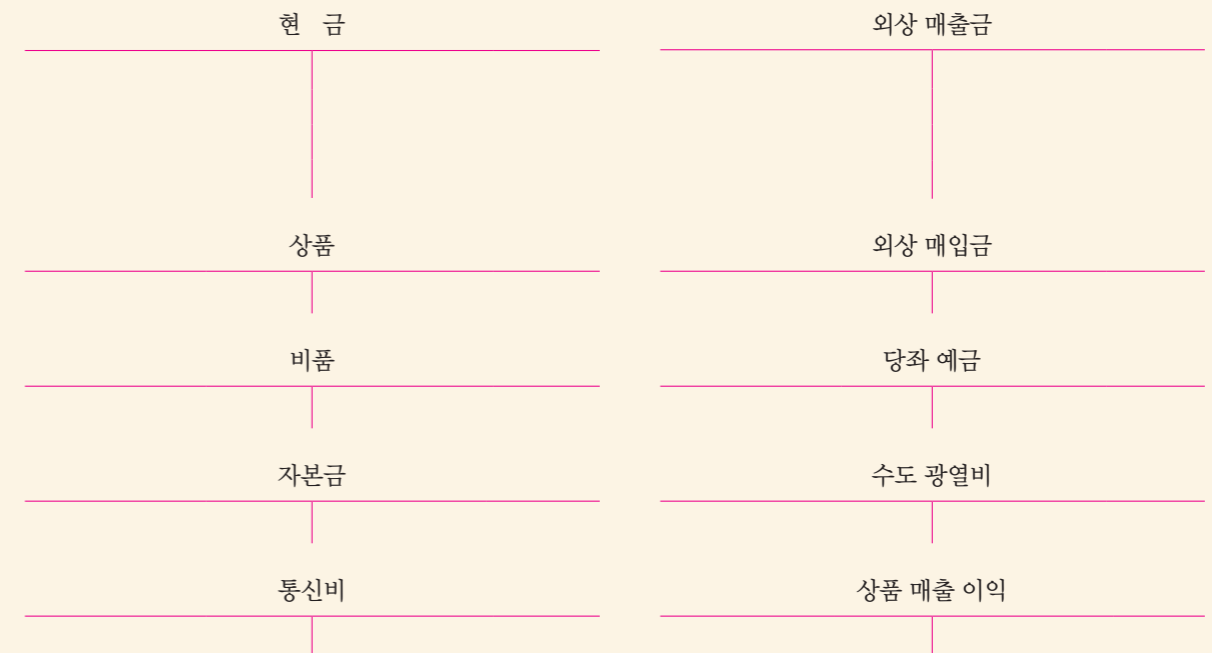 현 금
외상 매출금
상품
외상 매입금
비품
당좌 예금
자본금
수도 광열비
통신비
상품 매출 이익